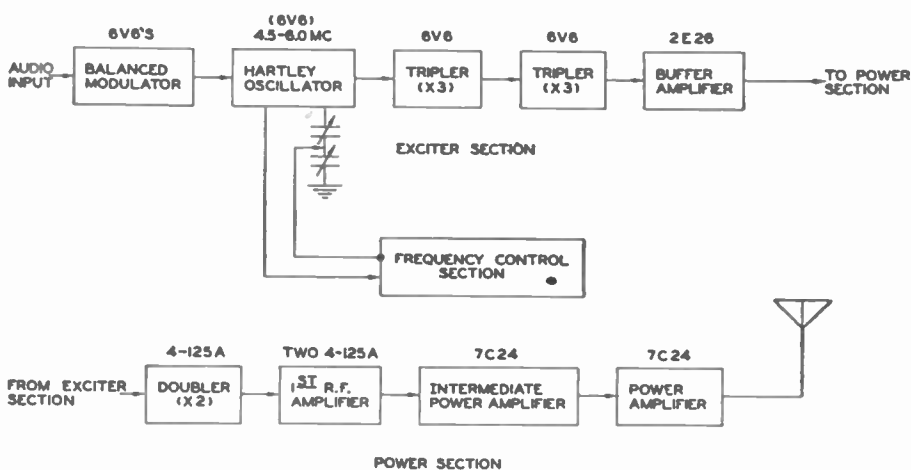 6V6'S
(6V6)
4.5-6.0 MC
6V6
6V6
2E26
AUDIO
INPUT
BALANCED
MODULATOR
HARTLEY
OSCILLATOR
TRIPLER
(X3)
TRIPLER
(X3)
BUFFER
AMPLIFIER
TO POWER
SECTION
EXCITER SECTION
FREQUENCY CONTROL
SECTION
4-125A
TWO 4-125A
7C24
7C24
FROM EXCITER
SECTION
DOUBLER
(X2)
1ST R.F.
AMPLIFIER
INTERMEDIATE
POWER AMPLIFIER
POWER
AMPLIFIER
POWER SECTION